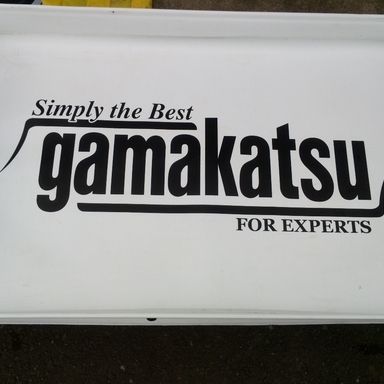 Simply the Best
gamakatsu
FOR EXPERTS